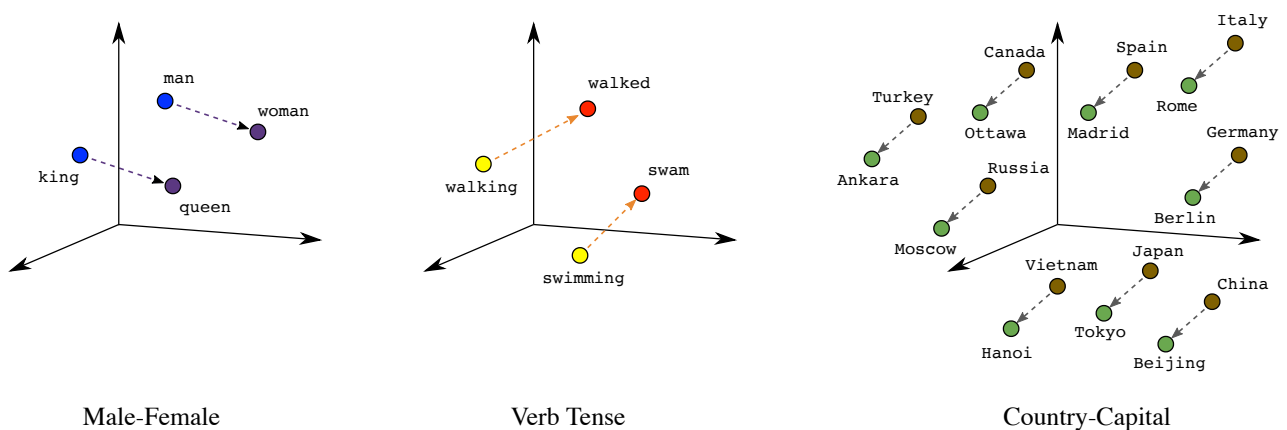 man
woman
king
queen
Male-Female
walked
walking
swam
swimming
Verb Tense
Italy
Canada
Spain
Turkey
Rome
Ottawa
Madrid
Germany
Ankara
Russia
Berlin
Moscow
Vietnam
Japan
China
Tokyo
Hanoi
Beijing
Country-Capital